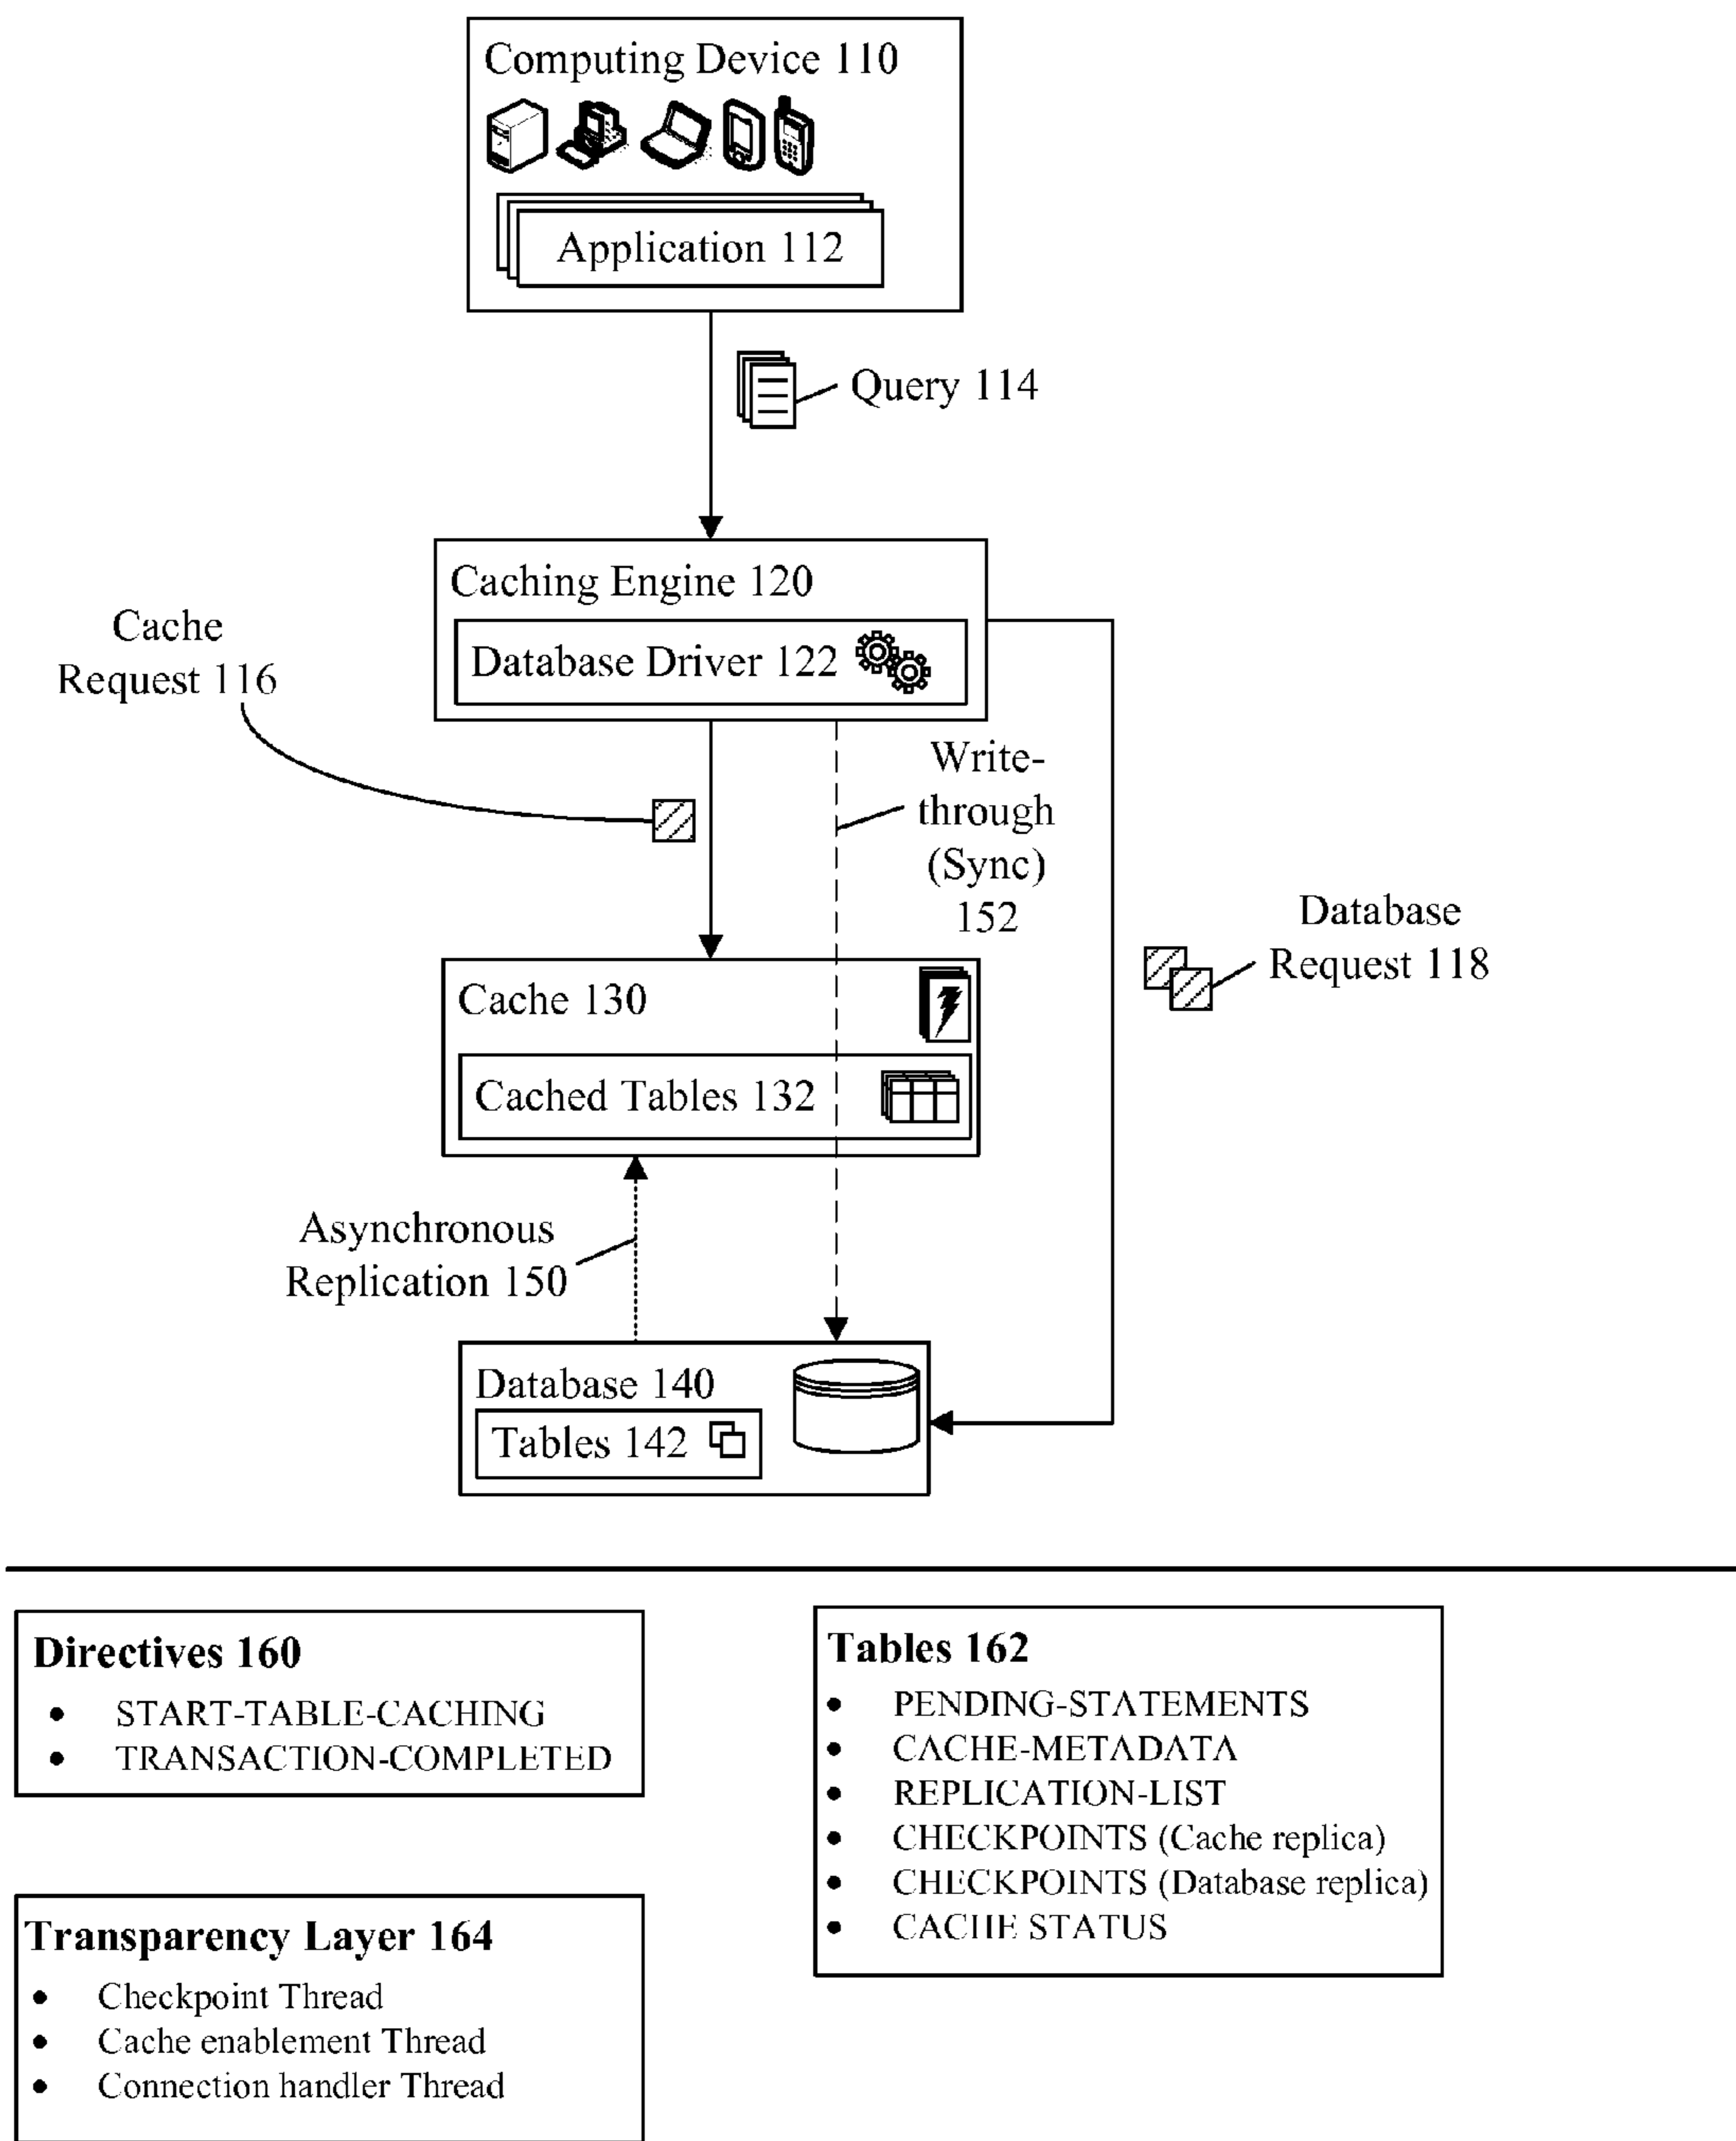 Computing Device 110
Application 112
Query 114
Caching Engine 120
Database Driver 122
Cache
Request 116
Write-
through
(Sync)
152
Database
Request 118
Cache 130
Cached Tables 132
Asynchronous
Replication 150
Database 140
Tables 142
Directives 160
• START-TABLE-CACHING
• TRANSACTION-COMPLETED
Tables 162
• PENDING-STATEMENTS
• CACHE-METADATA
• REPLICATION-LIST
• CHECKPOINTS (Cache replica)
• CHECKPOINTS (Database replica)
• CACHE STATUS
Transparency Layer 164
• Checkpoint Thread
• Cache enablement Thread
• Connection handler Thread